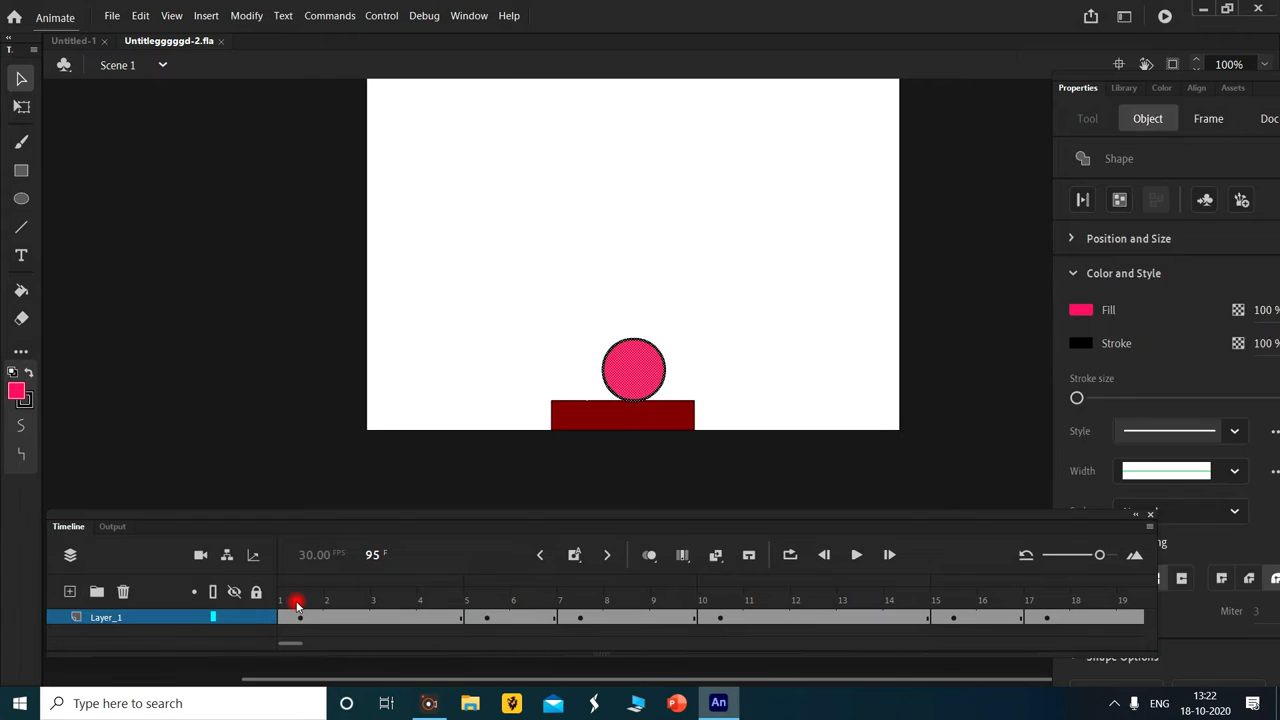 Animate File Edit View Insert Modify Text Commands Control Debug Window Help
Untitled-1 × Untitleggggd-2.fla ×
Scene 1 100%
T. Properties Library Color Align Assets
Tool Object Frame Doc
Shape
Position and Size
Color and Style
Fill 100 %
Stroke 100 %
Stroke size
Style
Width
Timeline Output
30.00 FPS 95 F
1 2 3 4 5 6 7 8 9 10 11 12 13 14 15 16 17 18 19
Layer_1
Miter 3
Shape Options
Type here to search
An
ENG
13:22
18-10-2020